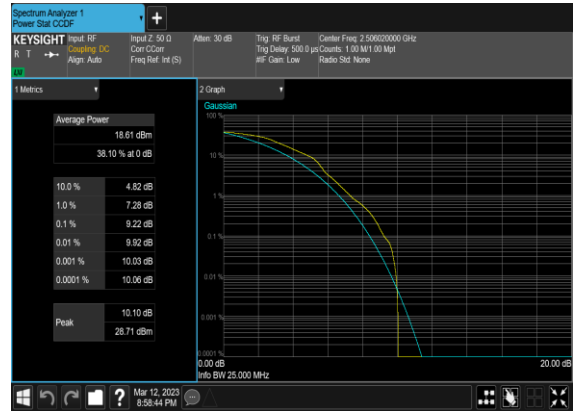 Spectrum Analyzer 1
Power Stat CCDF
KEYSIGHT
R T
LW
Input: RF
Coupling: DC
Align: Auto
Input Z: 50 Ω
Corr CCorr
Freq Ref: Int (S)
Atten: 30 dB
Trig: RF Burst
Trig Delay: 500.0 µs
#IF Gain: Low
Center Freq: 2.506020000 GHz
Counts: 1.00 M/1.00 Mpt
Radio Std: None
1 Metrics
Average Power
18.61 dBm
38.10 % at 0 dB
10.0 % 4.82 dB
1.0 % 7.28 dB
0.1 % 9.22 dB
0.01 % 9.92 dB
0.001 % 10.03 dB
0.0001 % 10.06 dB
Peak
10.10 dB
28.71 dBm
2 Graph
Gaussian
100 %
10 %
1 %
0.1 %
0.01 %
0.001 %
0.0001 %
0.00 dB
20.00 dB
Info BW 25.000 MHz
Mar 12, 2023
8:58:44 PM